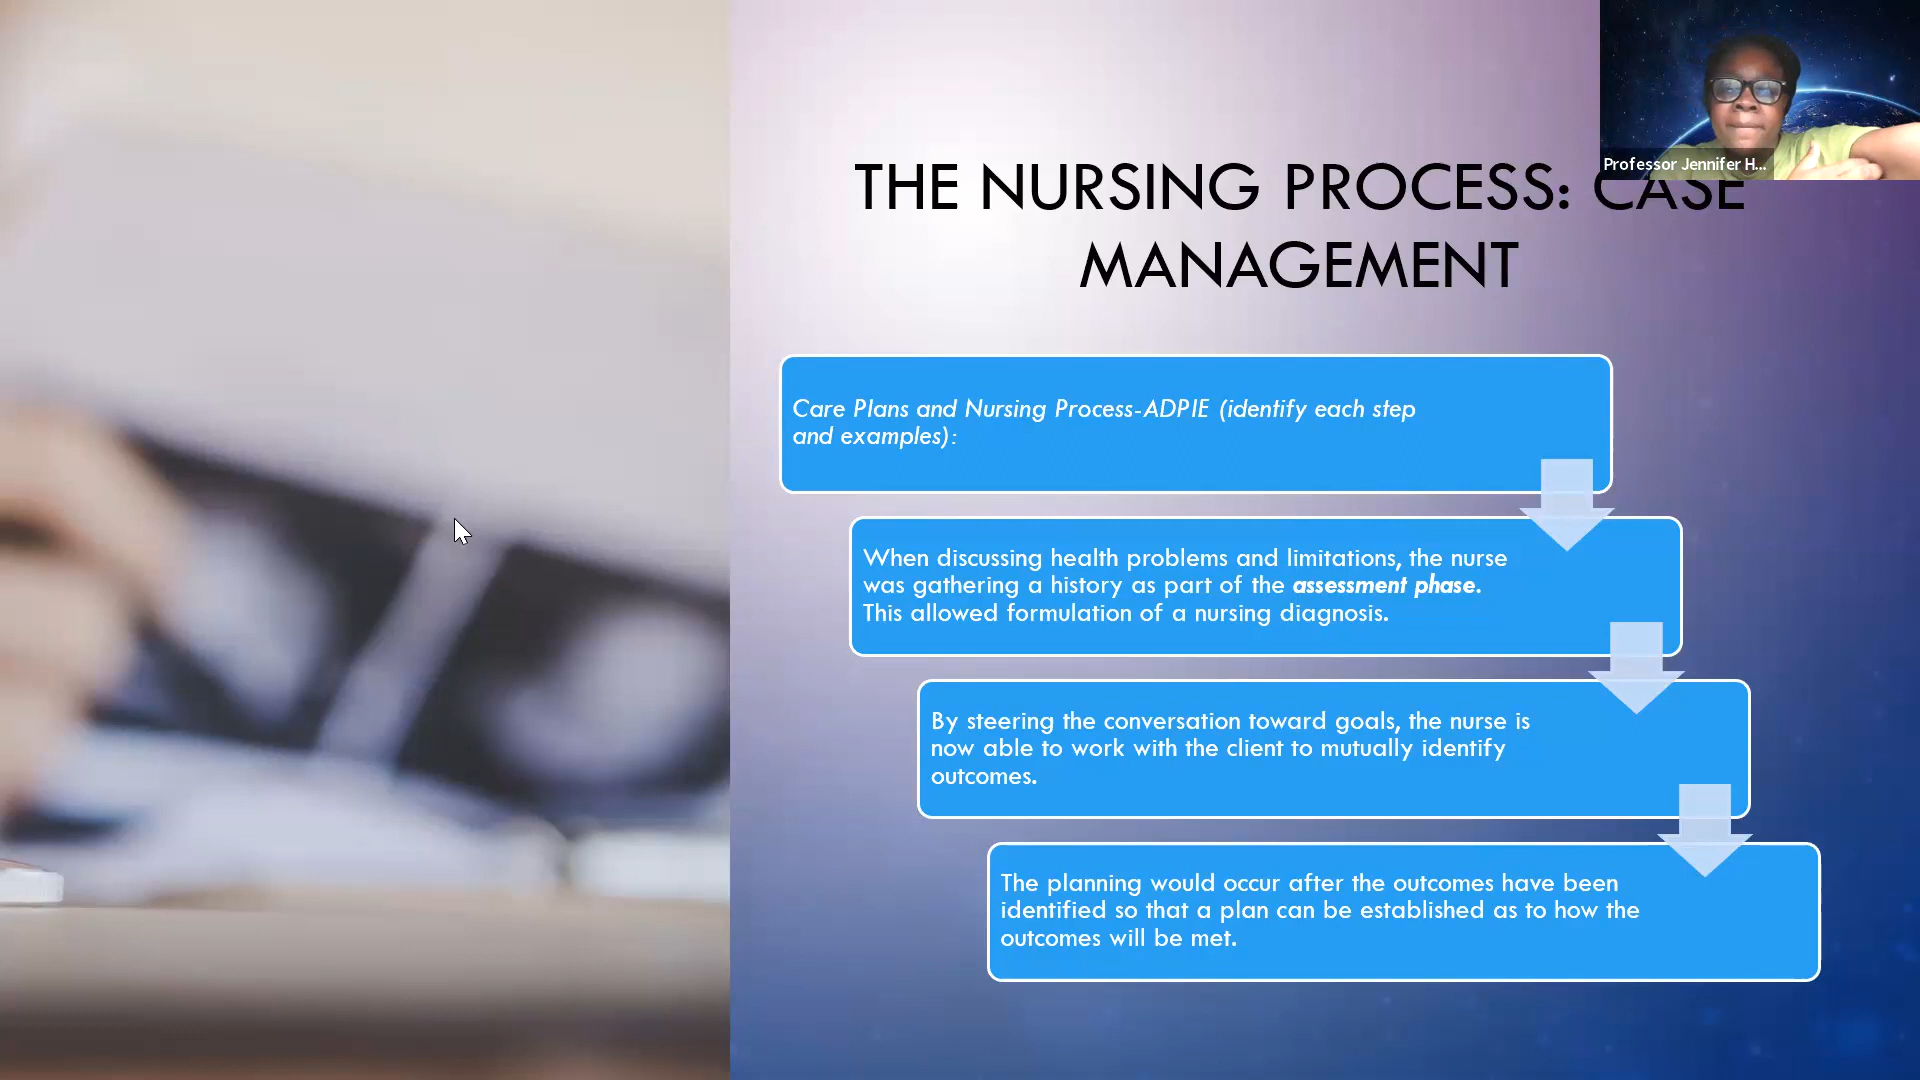 Professor Jennifer H...
THE NURSING PROCESS: CASE
MANAGEMENT
Care Plans and Nursing Process-ADPIE (identify each step
and examples):
When discussing health problems and limitations, the nurse
was gathering a history as part of the assessment phase.
This allowed formulation of a nursing diagnosis.
By steering the conversation toward goals, the nurse is
now able to work with the client to mutually identify
outcomes.
The planning would occur after the outcomes have been
identified so that a plan can be established as to how the
outcomes will be met.